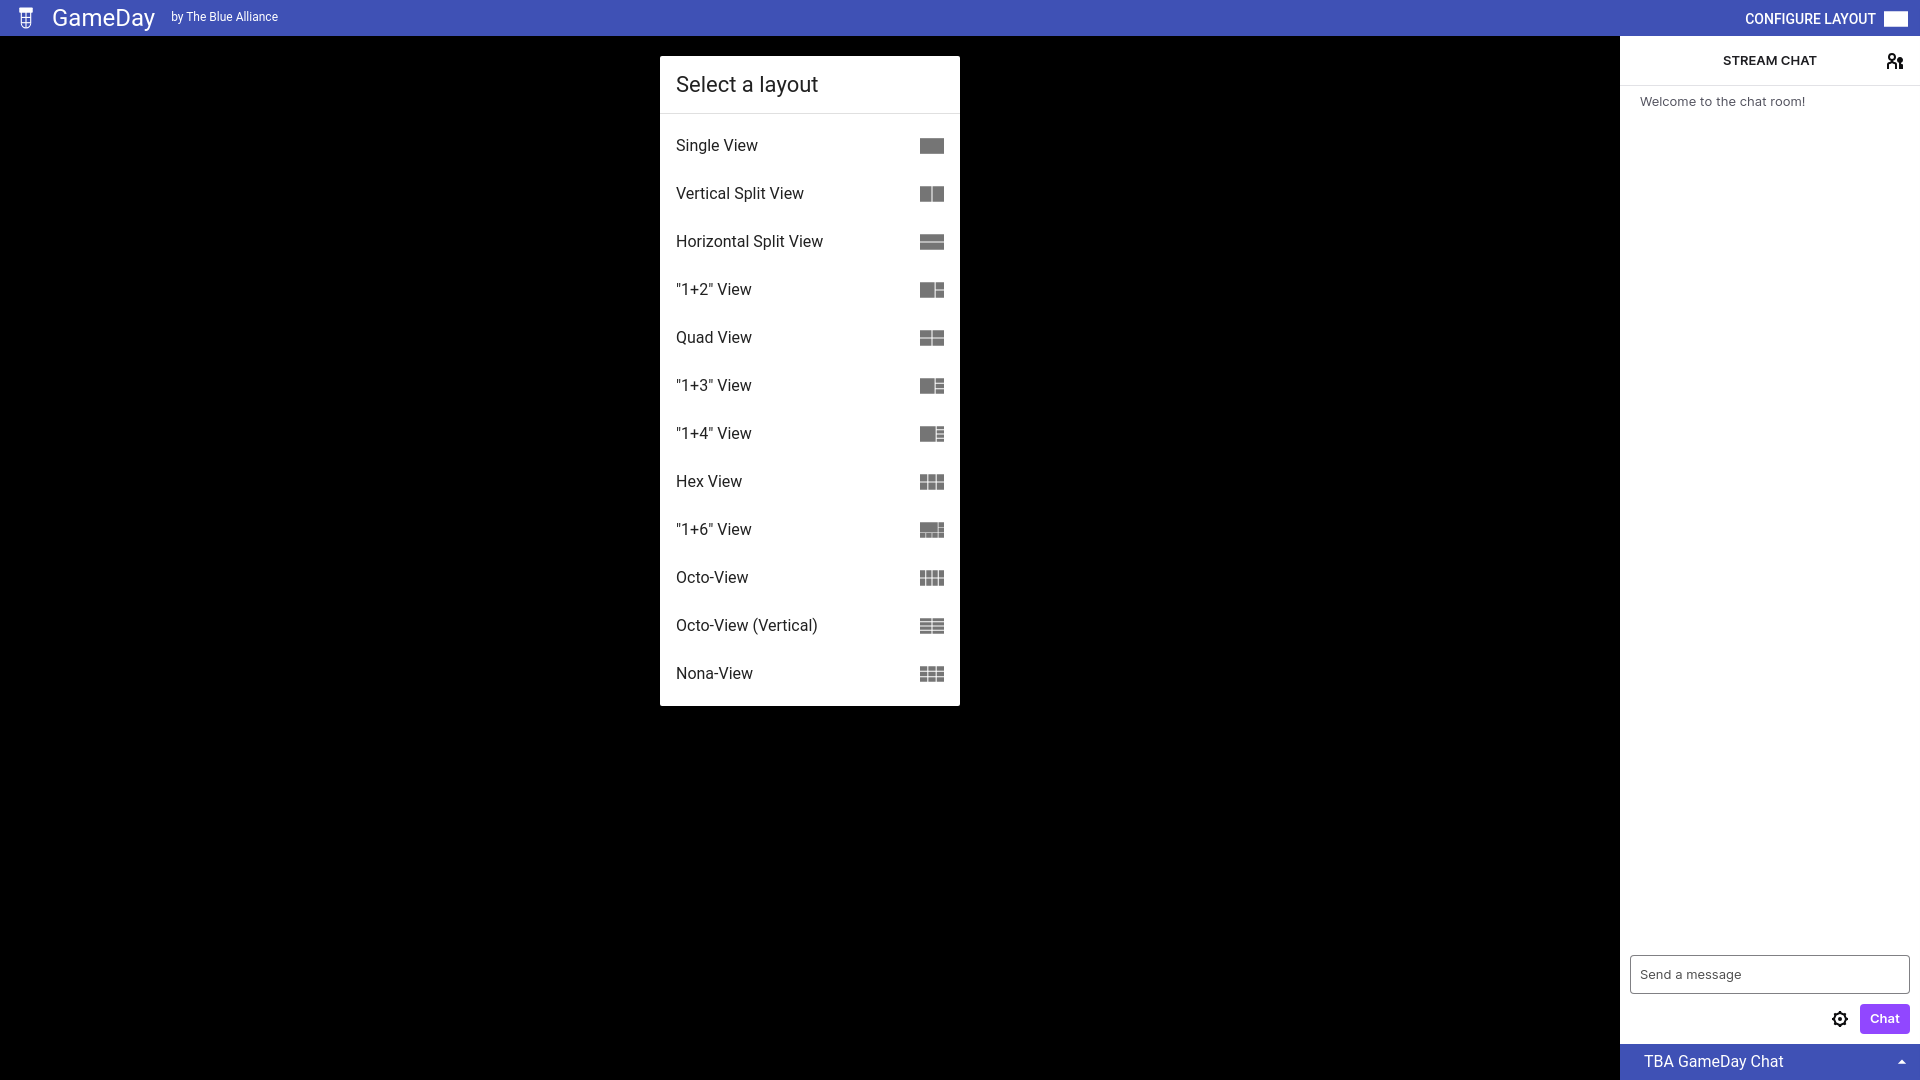 GameDay
by The Blue Alliance
CONFIGURE LAYOUT
Select a layout
Single View
Vertical Split View
Horizontal Split View
"1+2" View
Quad View
"1+3" View
"1+4" View
Hex View
"1+6" View
Octo-View
Octo-View (Vertical)
Nona-View
STREAM CHAT
Welcome to the chat room!
Send a message
Chat
TBA GameDay Chat